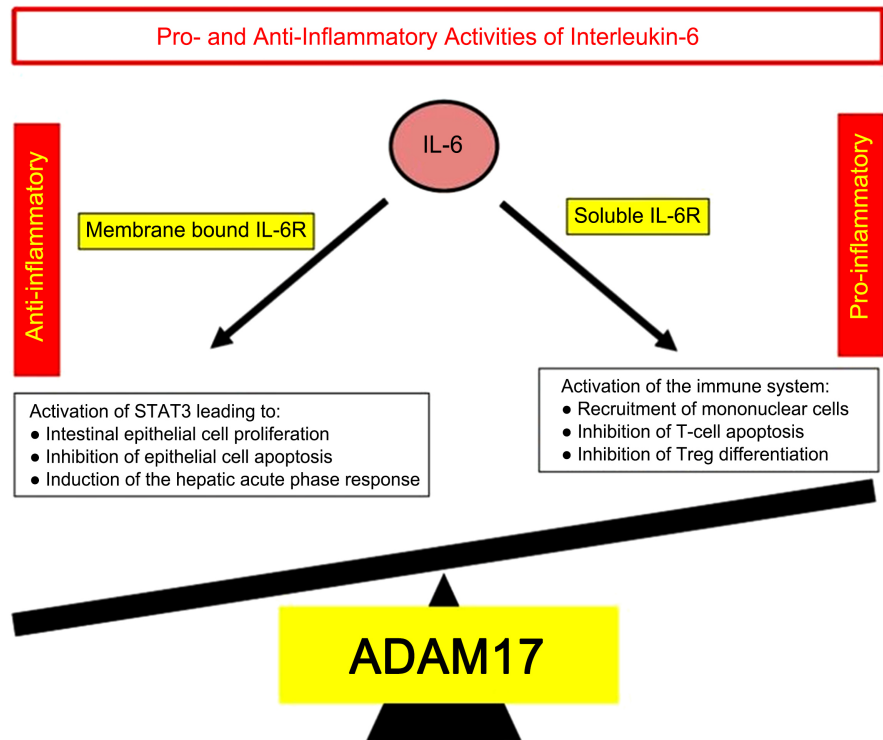 Pro- and Anti-Inflammatory Activities of Interleukin-6
IL-6
Anti-inflammatory
Membrane bound IL-6R
Soluble IL-6R
Pro-inflammatory
Activation of STAT3 leading to:
● Intestinal epithelial cell proliferation
● Inhibition of epithelial cell apoptosis
● Induction of the hepatic acute phase response
Activation of the immune system:
● Recruitment of mononuclear cells
● Inhibition of T-cell apoptosis
● Inhibition of Treg differentiation
ADAM17